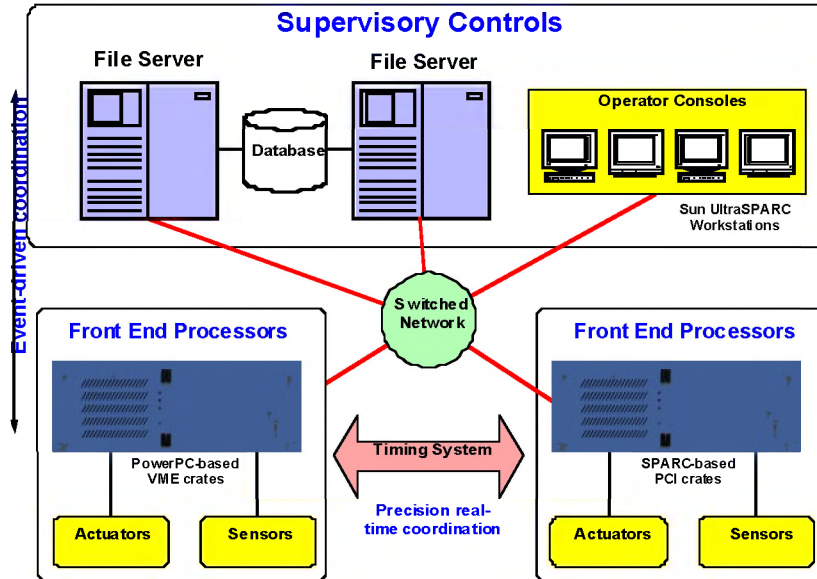 Supervisory Controls
File Server
File Server
Database
Operator Consoles
Sun UltraSPARC
Workstations
Event-driven coordination
Switched
Network
Front End Processors
PowerPC-based
VME crates
Actuators
Sensors
Timing System
Precision real-
time coordination
Front End Processors
SPARC-based
PCI crates
Actuators
Sensors